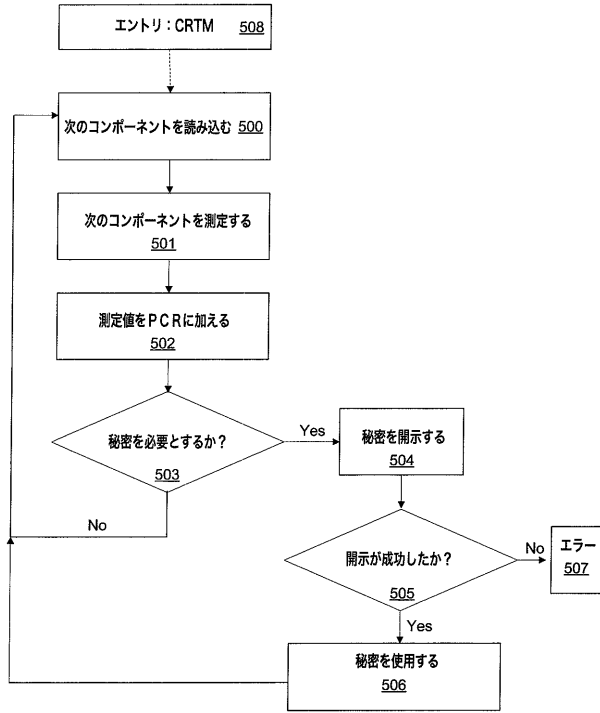 エントリ：CRTM 508
次のコンポーネントを読み込む 500
次のコンポーネントを測定する
501
測定値をＰＣＲに加える
502
秘密を必要とするか？
503
Yes
No
秘密を開示する
504
開示が成功したか？
505
No
エラー
507
Yes
秘密を使用する
506